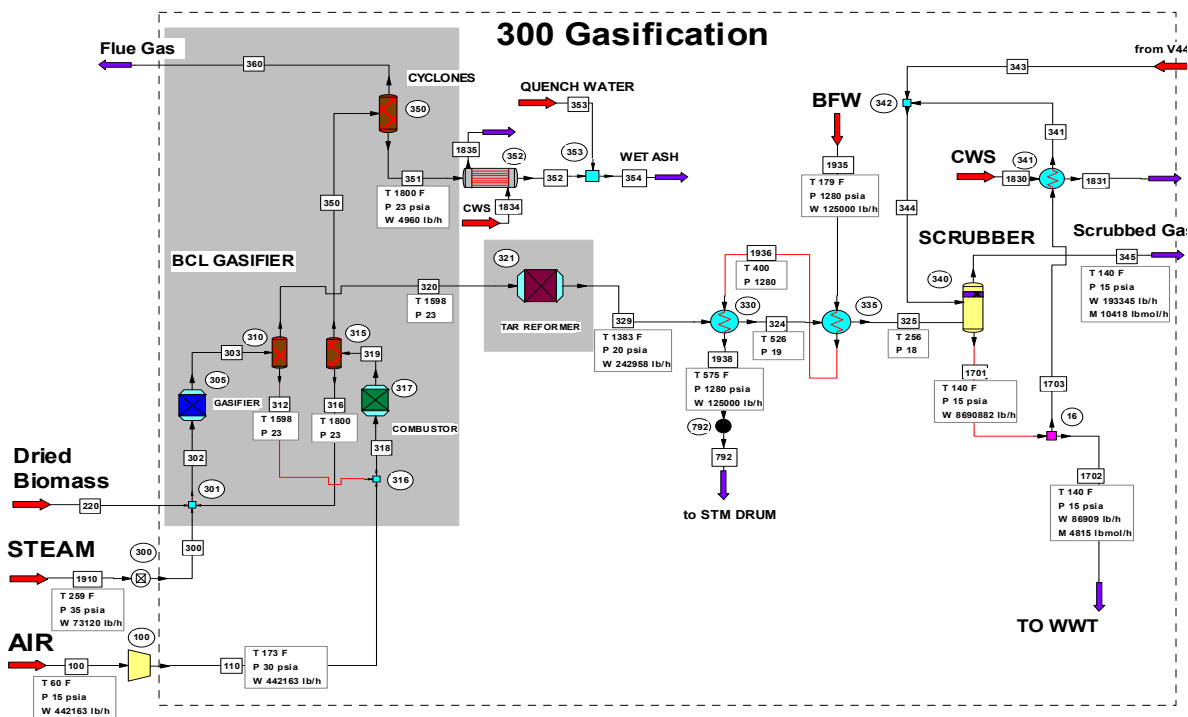 300 Gasification
Flue Gas
360
CYCLONES
350
QUENCH WATER
353
353
1835
352
351
352
354
WET ASH
T 1800 F
P 23 psia
W 4960 lb/h
CWS
1834
BFW
1935
T 179 F
P 1280 psia
W 125000 lb/h
from V44
343
342
341
341
CWS
1830
1831
344
350
BCL GASIFIER
SCRUBBER
340
Scrubbed Gas
345
T 140 F
P 15 psia
W 193345 lb/h
M 10418 lbmol/h
320
T 1598
P 23
321
TAR REFORMER
329
T 1383 F
P 20 psia
W 242958 lb/h
1936
T 400
P 1280
330
324
T 526
P 19
335
325
T 256
P 18
1938
T 575 F
P 1280 psia
W 125000 lb/h
792
792
to STM DRUM
303
310
315
319
305
GASIFIER
312
T 1598
P 23
316
T 1800
P 23
317
COMBUSTOR
318
302
316
1701
T 140 F
P 15 psia
W 8690882 lb/h
1703
16
1702
T 140 F
P 15 psia
W 86909 lb/h
M 4815 lbmol/h
TO WWT
Dried
Biomass
220
301
300
STEAM
1910
300
T 259 F
P 35 psia
W 73120 lb/h
AIR
100
100
110
T 173 F
P 30 psia
W 442163 lb/h
T 60 F
P 15 psia
W 442163 lb/h